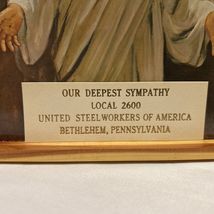 OUR DEEPEST SYMPATHY
LOCAL 2600
UNITED STEELWORKERS OF AMERICA
BETHLEHEM, PENNSYLVANIA